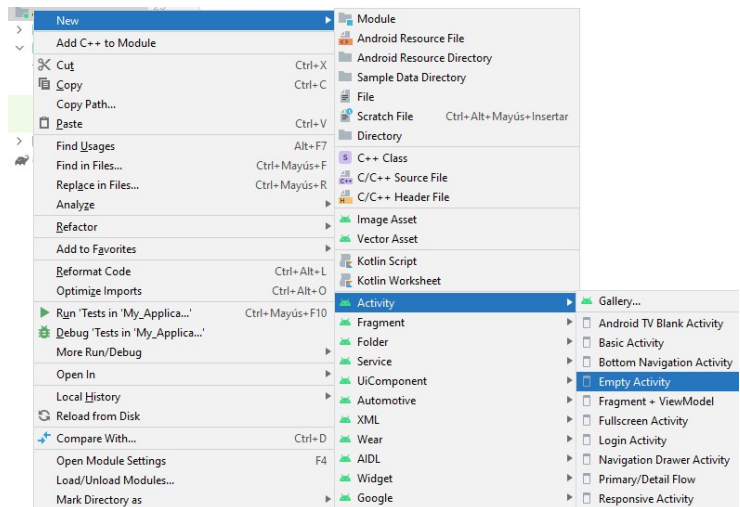 New
Add C++ to Module
Cut Ctrl+X
Copy Ctrl+C
Copy Path...
Paste Ctrl+V
Find Usages Alt+F7
Find in Files... Ctrl+Mayús+F
Replace in Files... Ctrl+Mayús+R
Analyze
Refactor
Add to Favorites
Reformat Code Ctrl+Alt+L
Optimize Imports Ctrl+Alt+O
Run 'Tests in 'My_Applica...' Ctrl+Mayús+F10
Debug 'Tests in 'My_Applica...'
More Run/Debug
Open In
Local History
Reload from Disk
Compare With... Ctrl+D
Open Module Settings F4
Load/Unload Modules...
Mark Directory as
Module
Android Resource File
Android Resource Directory
Sample Data Directory
File
Scratch File Ctrl+Alt+Mayús+Insertar
Directory
S C++ Class
C++ C/C++ Source File
H C/C++ Header File
Image Asset
Vector Asset
Kotlin Script
Kotlin Worksheet
Activity
Fragment
Folder
Service
UiComponent
Automotive
XML
Wear
AIDL
Widget
Google
Gallery...
Android TV Blank Activity
Basic Activity
Bottom Navigation Activity
Empty Activity
Fragment + ViewModel
Fullscreen Activity
Login Activity
Navigation Drawer Activity
Primary/Detail Flow
Responsive Activity